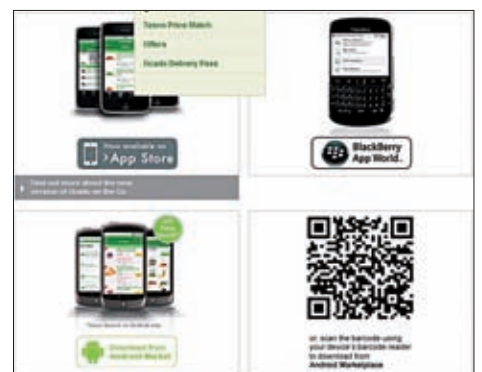 Tesco Price Match
Offers
Ocado Delivery Pass
Now available on
App Store
BlackBerry
App World
Find out more about the new
version of Ocado on the Go
Download from
Android Market
or, scan the barcode using
your device's barcode reader
to download from
Android Marketplace